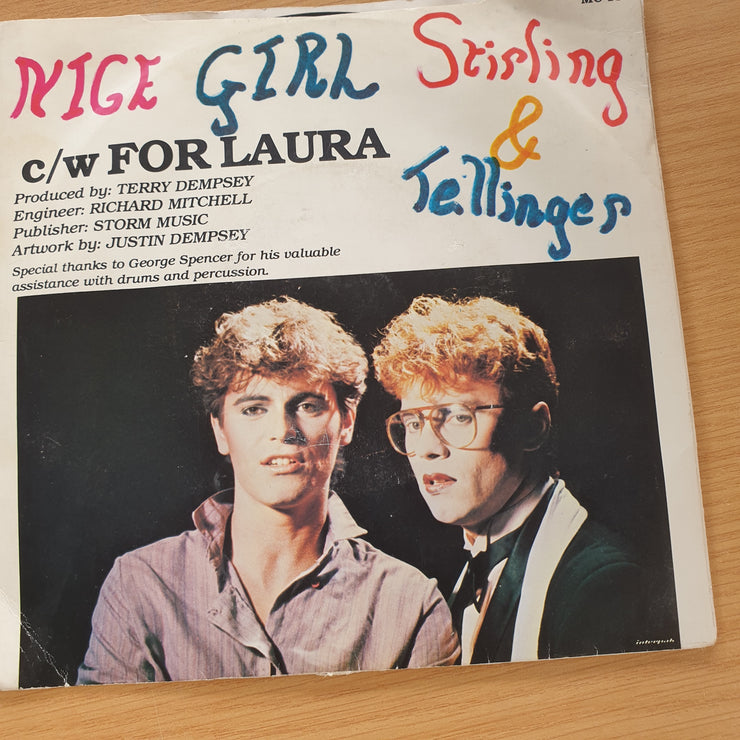 NICE GIRL Stirling
&
Tellinger
c/w FOR LAURA
Produced by: TERRY DEMPSEY
Engineer: RICHARD MITCHELL
Publisher: STORM MUSIC
Artwork by: JUSTIN DEMPSEY
Special thanks to George Spencer for his valuable
assistance with drums and percussion.